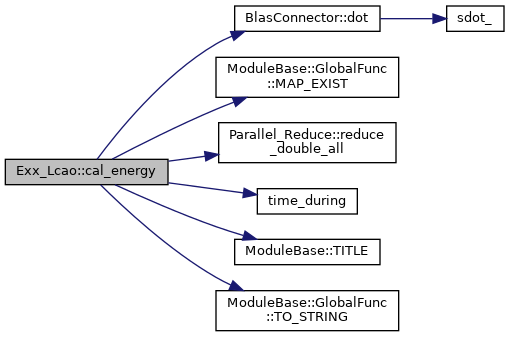 BlasConnector::dot
sdot_
ModuleBase::GlobalFunc
::MAP_EXIST
Parallel_Reduce::reduce
_double_all
Exx_Lcao::cal_energy
time_during
ModuleBase::TITLE
ModuleBase::GlobalFunc
::TO_STRING